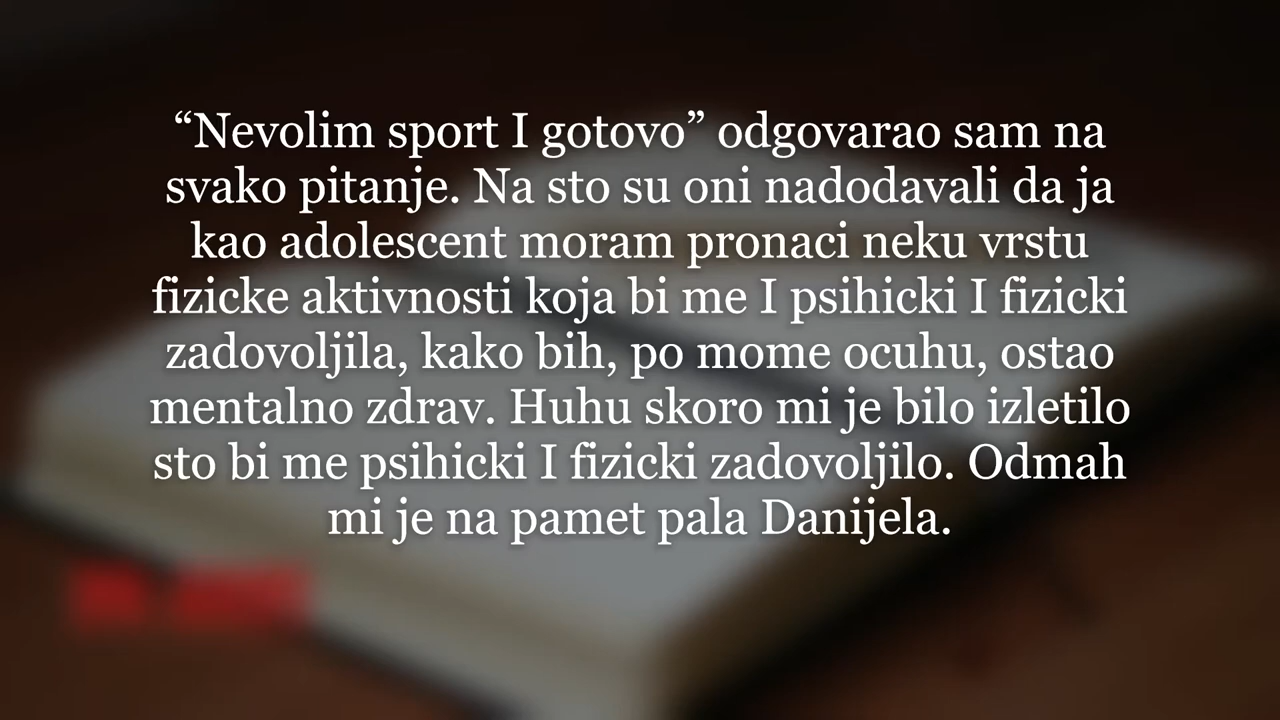 “Nevolim sport I gotovo” odgovarao sam na
svako pitanje. Na sto su oni nadodavali da ja
kao adolescent moram pronaci neku vrstu
fizicke aktivnosti koja bi me I psihicki I fizicki
zadovoljila, kako bih, po mome ocuhu, ostao
mentalno zdrav. Huhu skoro mi je bilo izletilo
sto bi me psihicki I fizicki zadovoljilo. Odmah
mi je na pamet pala Danijela.